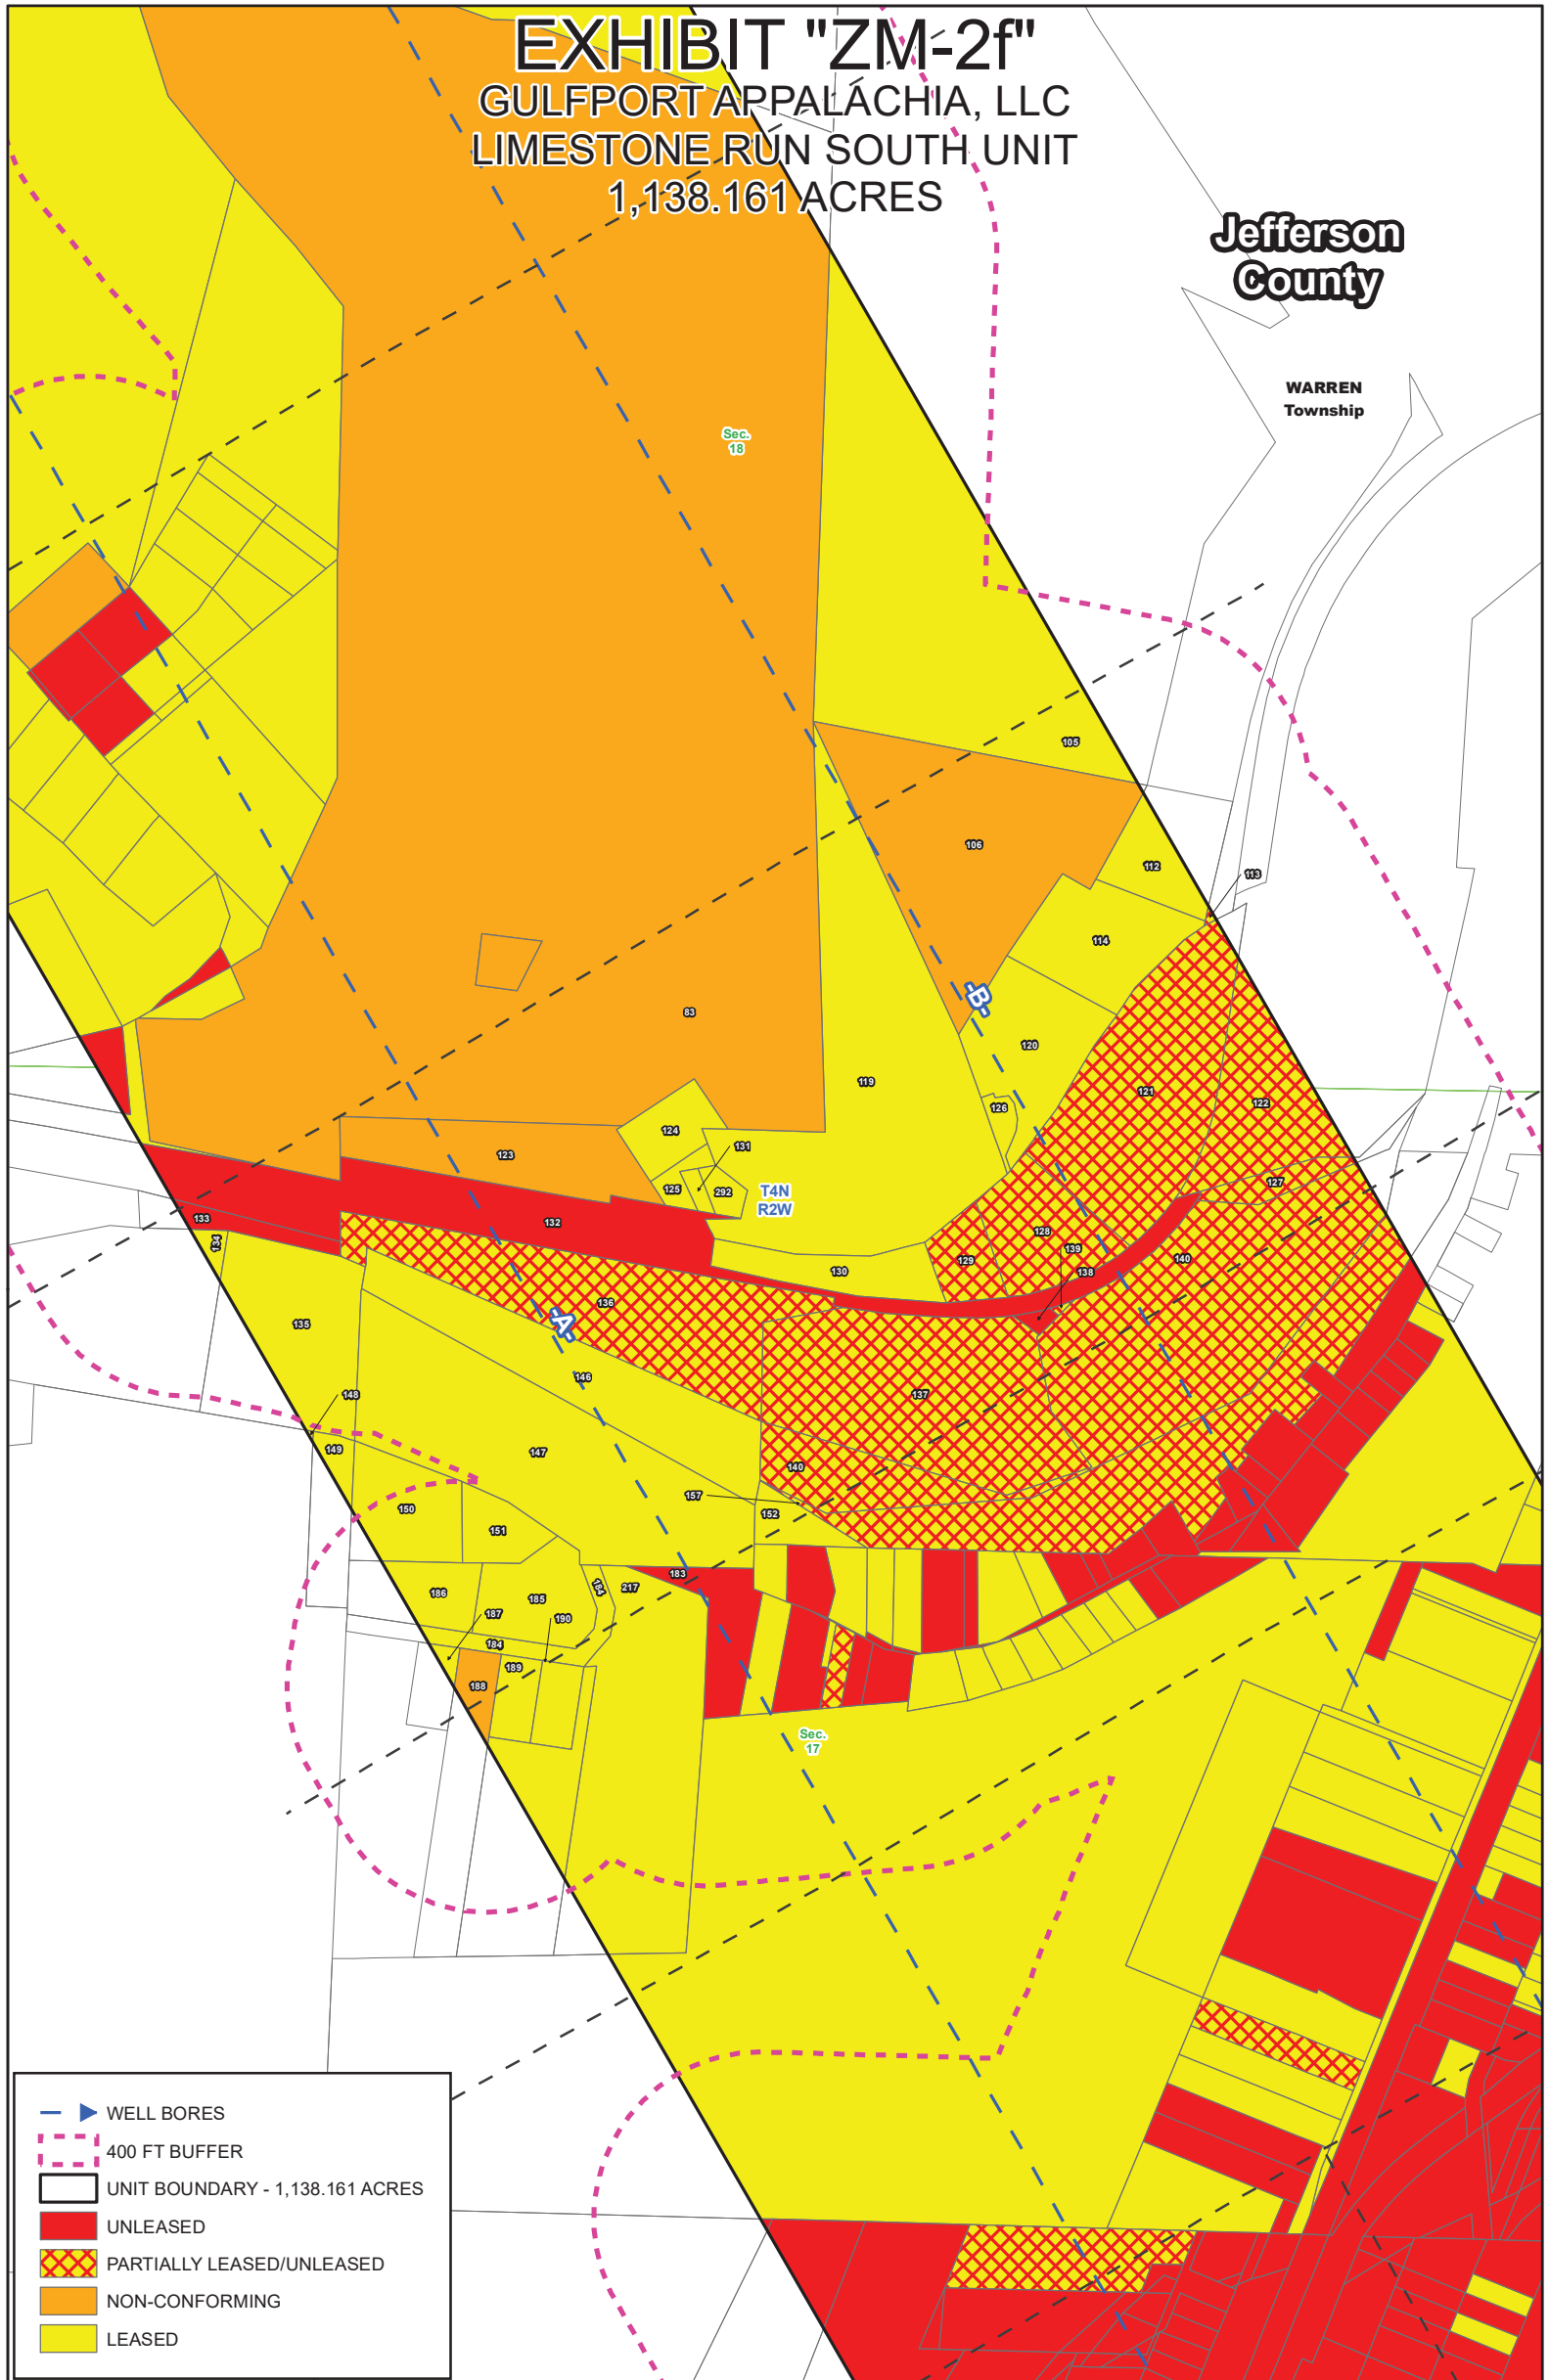 EXHIBIT "ZM-2f"
GULFPORT APPALACHIA, LLC
LIMESTONE RUN SOUTH UNIT
1,138.161 ACRES
Jefferson
County
WARREN
Township
Sec.
18
105
106
112
113
114
83
-B-
120
119
121
126
122
124
131
123
127
125
292
T4N
R2W
133
132
128
134
139
129
140
130
138
136
135
-A-
146
148
137
149
147
140
157
150
152
151
183
184
217
186
185
187
190
184
189
188
Sec.
17
WELL BORES
400 FT BUFFER
UNIT BOUNDARY - 1,138.161 ACRES
UNLEASED
PARTIALLY LEASED/UNLEASED
NON-CONFORMING
LEASED